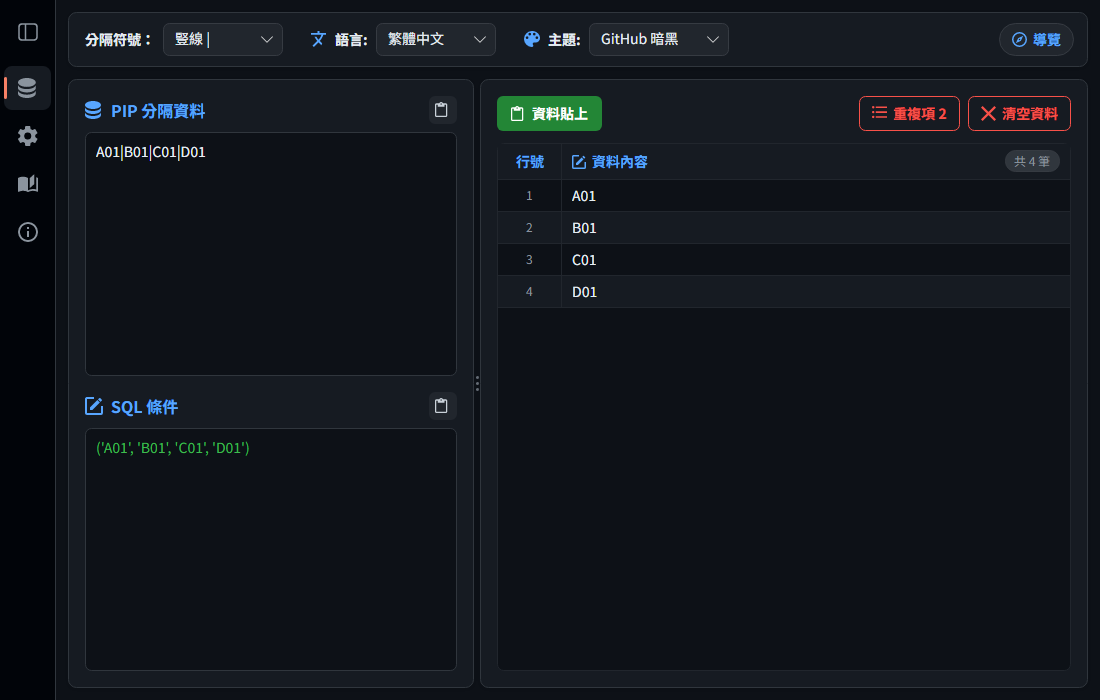 分隔符號： 豎線 | 語言: 繁體中文 主題: GitHub 暗黑 導覽
PIP 分隔資料
A01|B01|C01|D01
SQL 條件
('A01', 'B01', 'C01', 'D01')
資料貼上 重複項 2 清空資料
行號 資料內容 共 4 筆
1 A01
2 B01
3 C01
4 D01